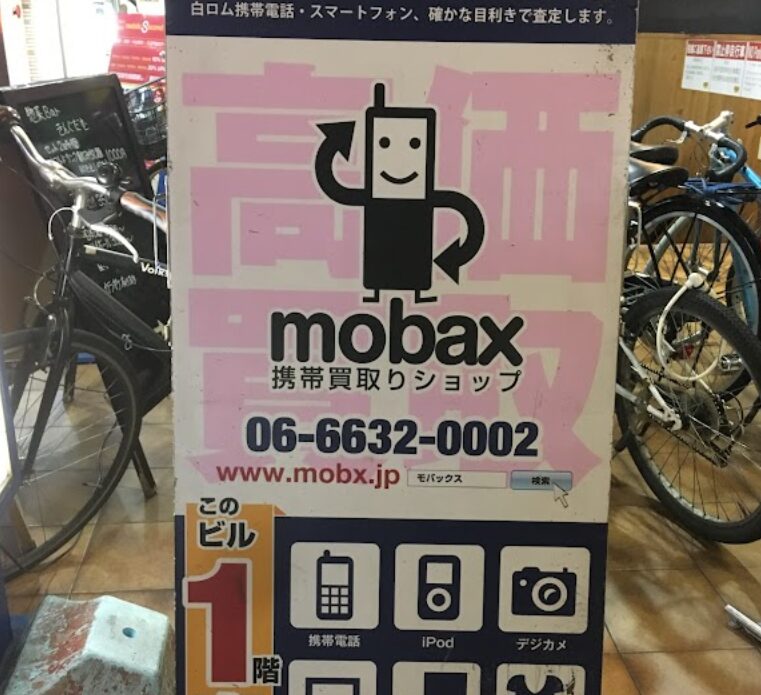 白ロム携帯電話・スマートフォン、確かな目利きで査定します。
高価
買取
mobax
携帯買取りショップ
06-6632-0002
www.mobx.jp モバックス 検索
この
ビル
1階
携帯電話 iPod デジカメ